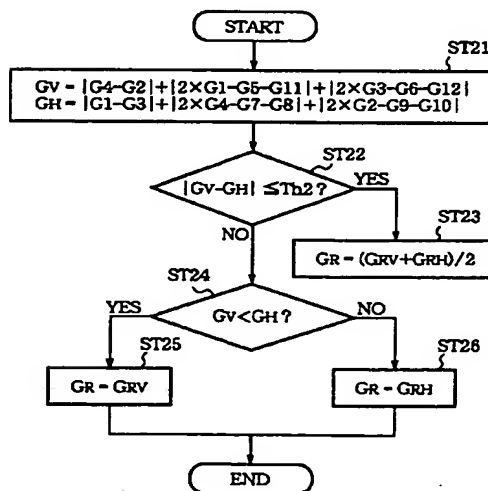 START
ST21
GV = |G4-G2|+|2×G1-G5-G11|+|2×G3-G6-G12|
GH = |G1-G3|+|2×G4-G7-G8|+|2×G2-G9-G10|
ST22
|GV-GH| ≦Th2?
YES
ST23
NO
GR = (GRV+GRH)/2
ST24
YES
GV<GH?
NO
ST25
ST26
GR = GRV
GR = GRH
END